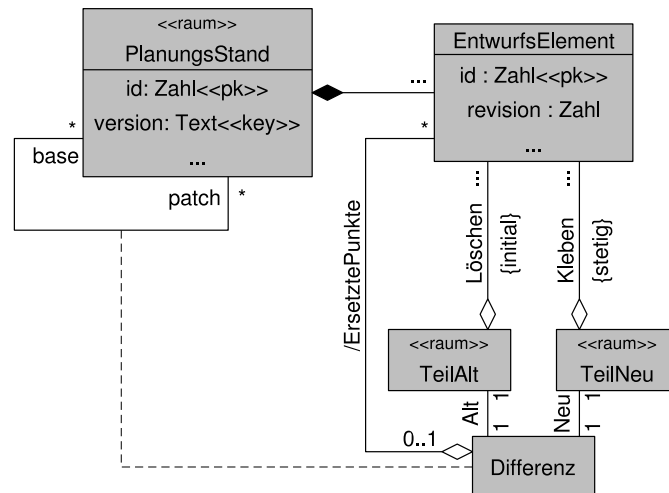 <<raum>>
PlanungsStand
id: Zahl<<pk>>
version: Text<<key>>
...
EntwurfsElement
id : Zahl<<pk>>
revision : Zahl
...
...
*
base
patch
*
*
/ErsetztePunkte
...
Löschen
{initial}
...
Kleben
{stetig}
<<raum>>
TeilAlt
<<raum>>
TeilNeu
Alt
1
1
Neu
1
1
0..1
Differenz